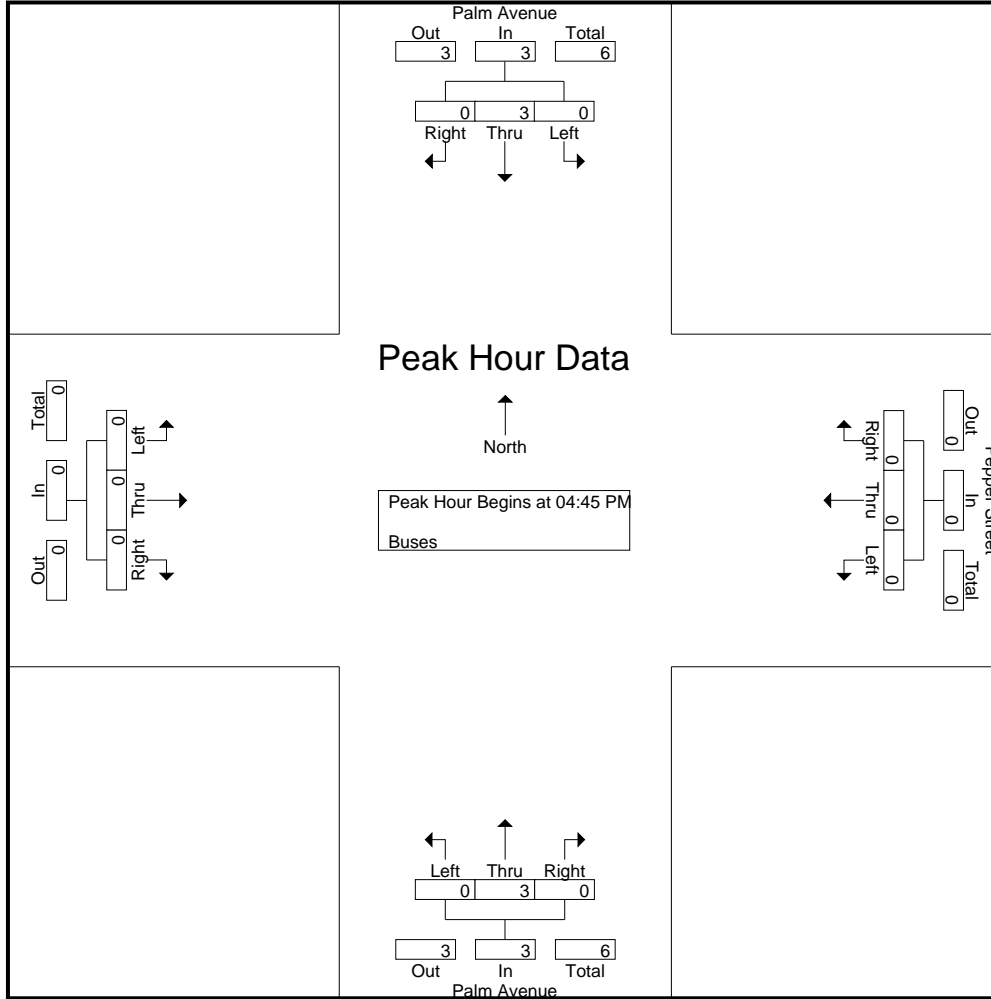 Palm Avenue
Out In Total
3 3 6
0 3 0
Right Thru Left
Peak Hour Data
North
Peak Hour Begins at 04:45 PM
Buses
Total In Out
0 0 0
0 0 0
Left Thru Right
Right Thru Left
0 0 0
Out In Total
0 0 0
Pepper Street
Left Thru Right
0 3 0
3 3 6
Out In Total
Palm Avenue